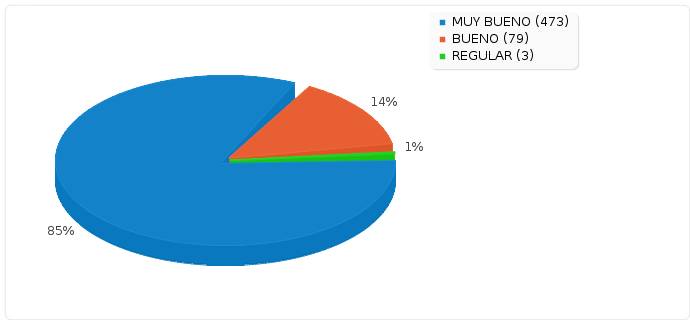 MUY BUENO (473)
BUENO (79)
REGULAR (3)
14%
1%
85%